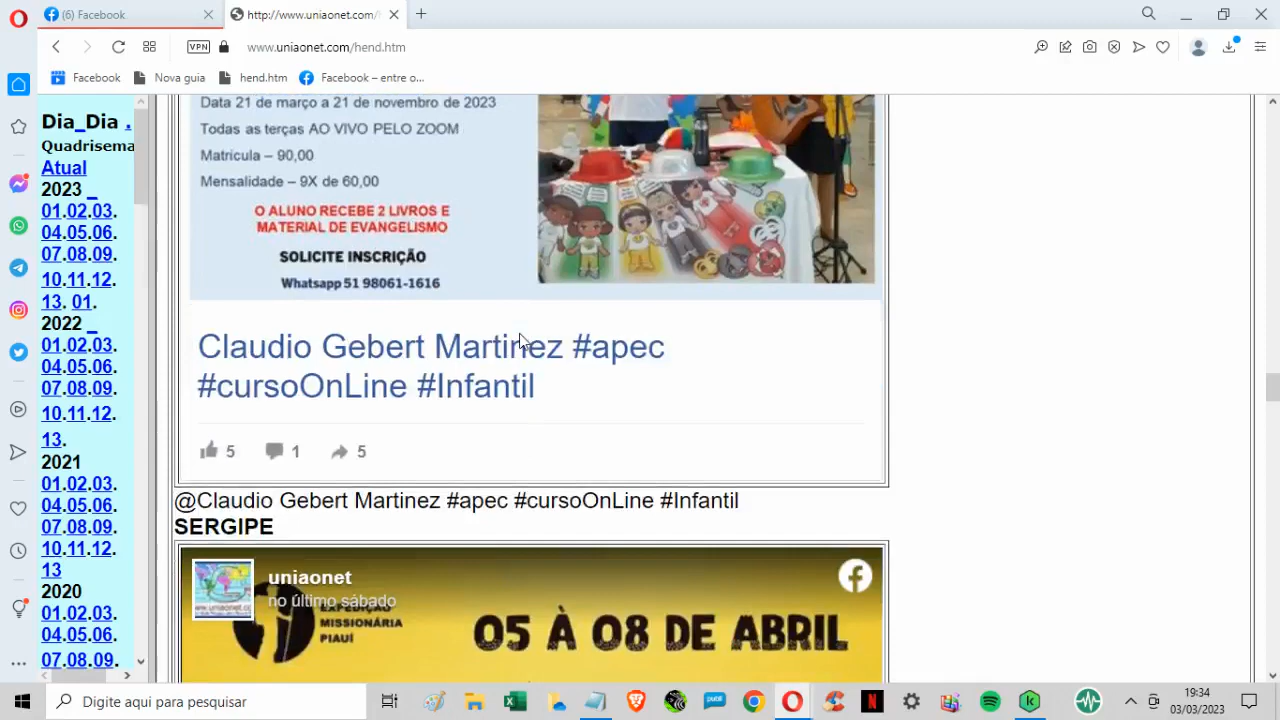 (6) Facebook
http://www.uniaonet.com/
VPN
www.uniaonet.com/hend.htm
Facebook
Nova guia
hend.htm
Facebook – entre o...
Dia_Dia .
Quadrisema
Atual
2023 _
01.02.03.
04.05.06.
07.08.09.
10.11.12.
13. 01.
2022 _
01.02.03.
04.05.06.
07.08.09.
10.11.12.
13.
2021
01.02.03.
04.05.06.
07.08.09.
10.11.12.
13
2020
01.02.03.
04.05.06.
07.08.09.
Data 21 de março a 21 de novembro de 2023
Todas as terças AO VIVO PELO ZOOM
Matricula – 90,00
Mensalidade – 9X de 60,00
O ALUNO RECEBE 2 LIVROS E
MATERIAL DE EVANGELISMO
SOLICITE INSCRIÇÃO
Whatsapp 51 98061-1616
Claudio Gebert Martinez #apec
#cursoOnLine #Infantil
5 1 5
@Claudio Gebert Martinez #apec #cursoOnLine #Infantil
SERGIPE
uniaonet
no último sábado
EXPEDIÇÃO
MISSIONÁRIA
PIAUÍ
05 À 08 DE ABRIL
Digite aqui para pesquisar
19:34
03/03/2023